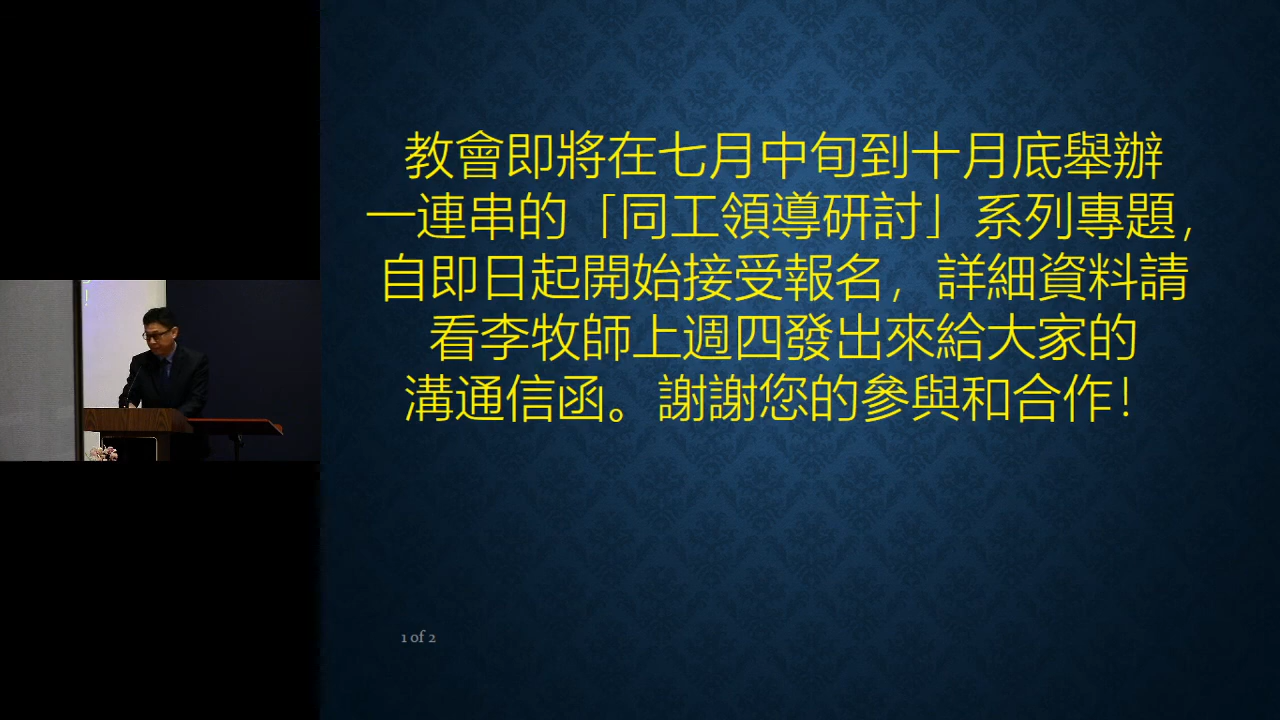 教會即將在七月中旬到十月底舉辦
一連串的「同工領導研討」系列專題，
自即日起開始接受報名，詳細資料請
看李牧師上週四發出來給大家的
溝通信函。謝謝您的參與和合作！
1 of 2